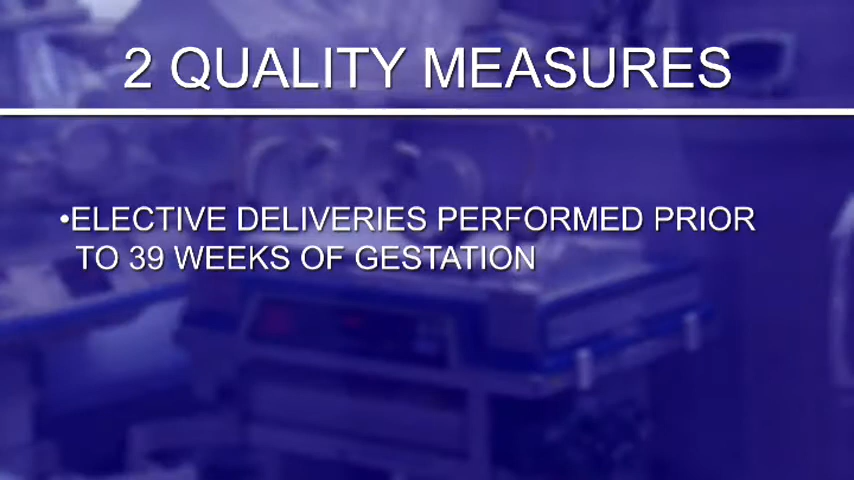 2 QUALITY MEASURES
•ELECTIVE DELIVERIES PERFORMED PRIOR
TO 39 WEEKS OF GESTATION